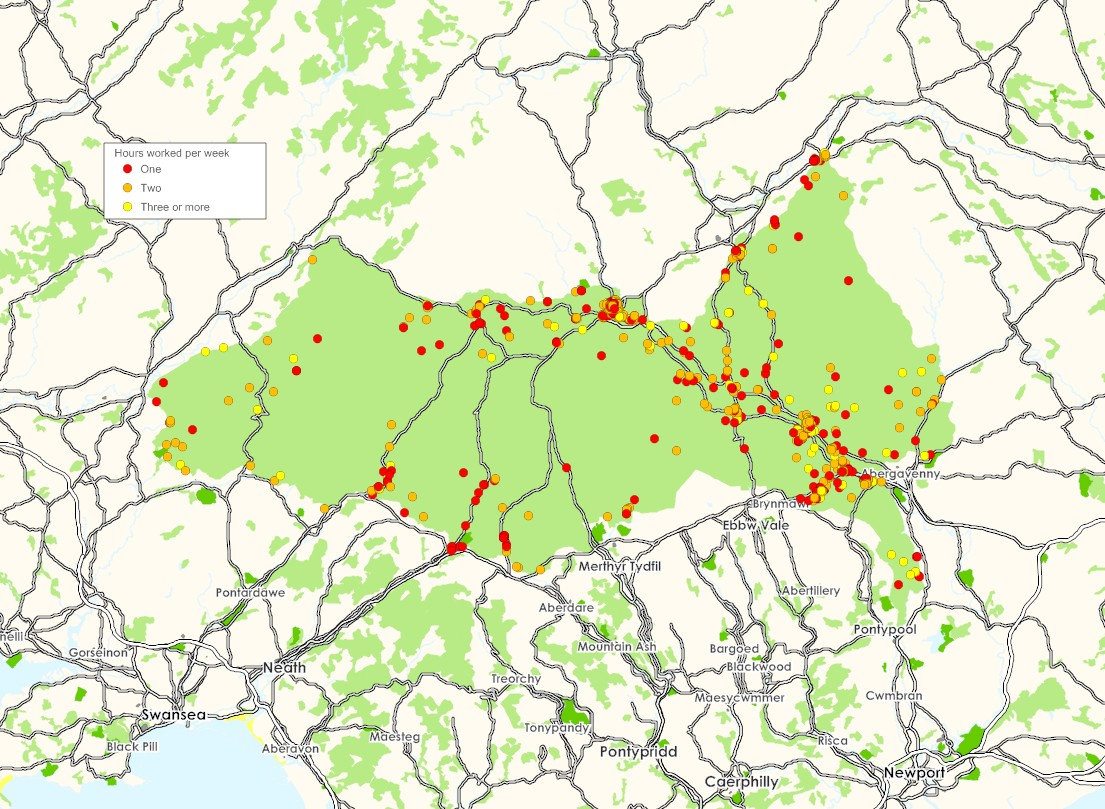 Hours worked per week
One
Two
Three or more
Abergavenny
Brynmawr
Ebbw Vale
Merthyr Tydfil
Pontardawe
Abertillery
Aberdare
Pontypool
nelli
Gorseinon
Mountain Ash
Bargoed
Neath
Blackwood
Treorchy
Maesycwmmer
Cwmbran
Swansea
Tonypandy
Maesteg
Risca
Black Pill
Aberavon
Pontypridd
Newport
Caerphilly